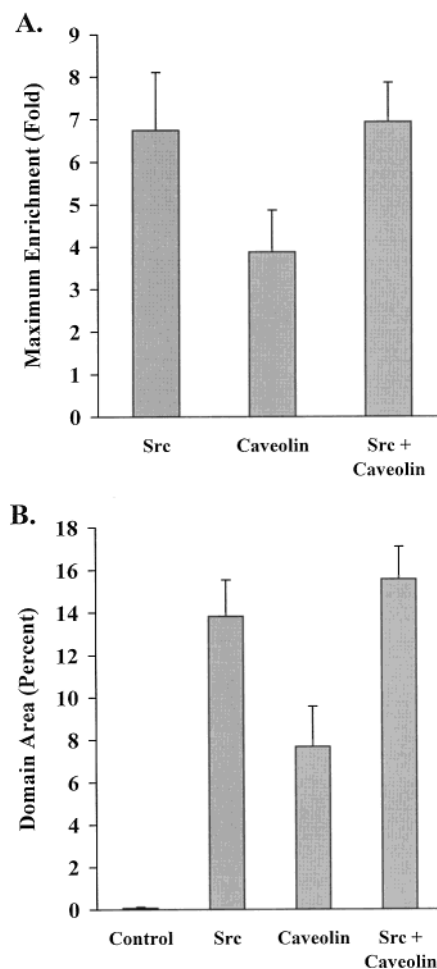 A.
9
8
7
6
5
4
3
2
1
0
Maximum Enrichment (Fold)
Src
Caveolin
Src +
Caveolin
B.
18
16
14
12
10
8
6
4
2
0
Domain Area (Percent)
Control
Src
Caveolin
Src +
Caveolin